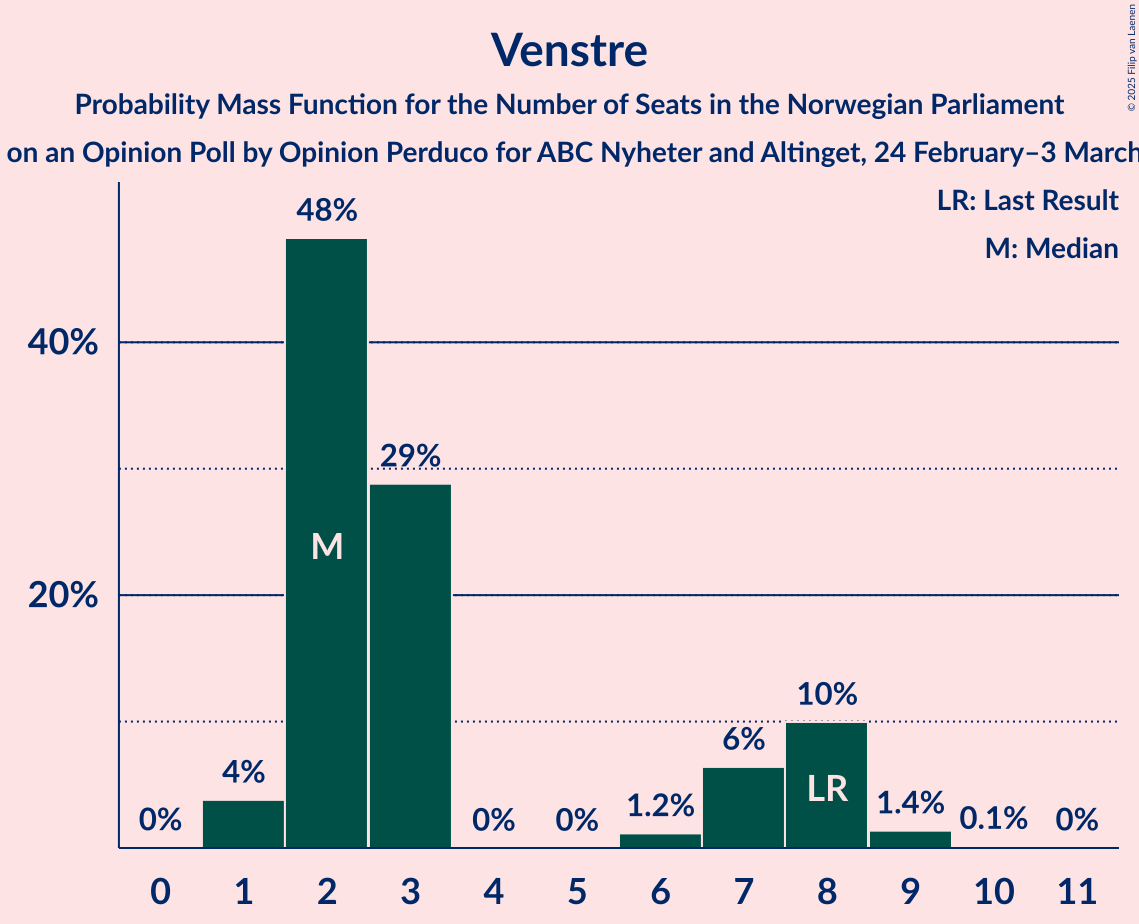 © 2025 Filip van Laenen
Venstre
Probability Mass Function for the Number of Seats in the Norwegian Parliament
on an Opinion Poll by Opinion Perduco for ABC Nyheter and Altinget, 24 February–3 March
LR: Last Result
M: Median
48%
40%
29%
M
20%
10%
6%
LR
4%
1.2%
1.4%
0%
0%
0%
0.1%
0%
0 1 2 3 4 5 6 7 8 9 10 11